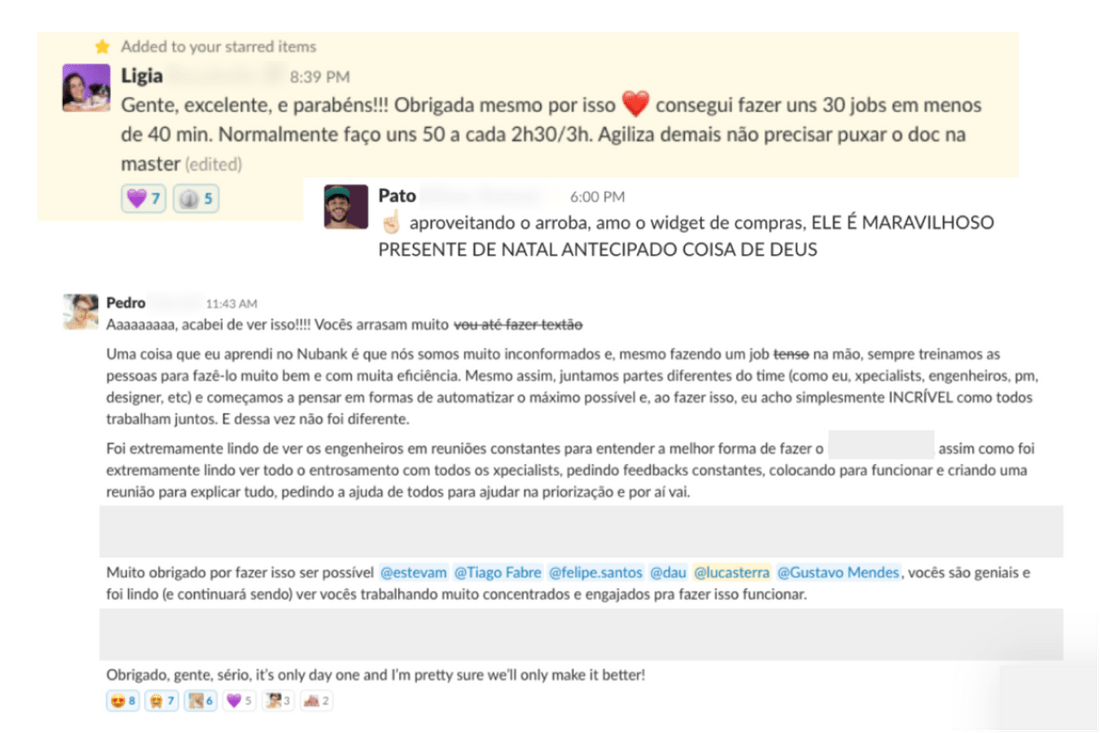 Added to your starred items
Ligia 8:39 PM
Gente, excelente, e parabéns!!! Obrigada mesmo por isso ❤️ consegui fazer uns 30 jobs em menos
de 40 min. Normalmente faço uns 50 a cada 2h30/3h. Agiliza demais não precisar puxar o doc na
master (edited)
💜 7 5
Pato 6:00 PM
☝🏻 aproveitando o arroba, amo o widget de compras, ELE É MARAVILHOSO
PRESENTE DE NATAL ANTECIPADO COISA DE DEUS
Pedro 11:43 AM
Aaaaaaaaa, acabei de ver isso!!!! Vocês arrasam muito vou até fazer textão
Uma coisa que eu aprendi no Nubank é que nós somos muito inconformados e, mesmo fazendo um job tenso na mão, sempre treinamos as
pessoas para fazê-lo muito bem e com muita eficiência. Mesmo assim, juntamos partes diferentes do time (como eu, xpecialists, engenheiros, pm,
designer, etc) e começamos a pensar em formas de automatizar o máximo possível e, ao fazer isso, eu acho simplesmente INCRÍVEL como todos
trabalham juntos. E dessa vez não foi diferente.
Foi extremamente lindo de ver os engenheiros em reuniões constantes para entender a melhor forma de fazer o assim como foi
extremamente lindo ver todo o entrosamento com todos os xpecialists, pedindo feedbacks constantes, colocando para funcionar e criando uma
reunião para explicar tudo, pedindo a ajuda de todos para ajudar na priorização e por aí vai.
Muito obrigado por fazer isso ser possível @estevam @Tiago Fabre @felipe.santos @dau @lucasterra @Gustavo Mendes, vocês são geniais e
foi lindo (e continuará sendo) ver vocês trabalhando muito concentrados e engajados pra fazer isso funcionar.
Obrigado, gente, sério, it's only day one and I'm pretty sure we'll only make it better!
😍 8 🤗 7 6 💜 5 3 2